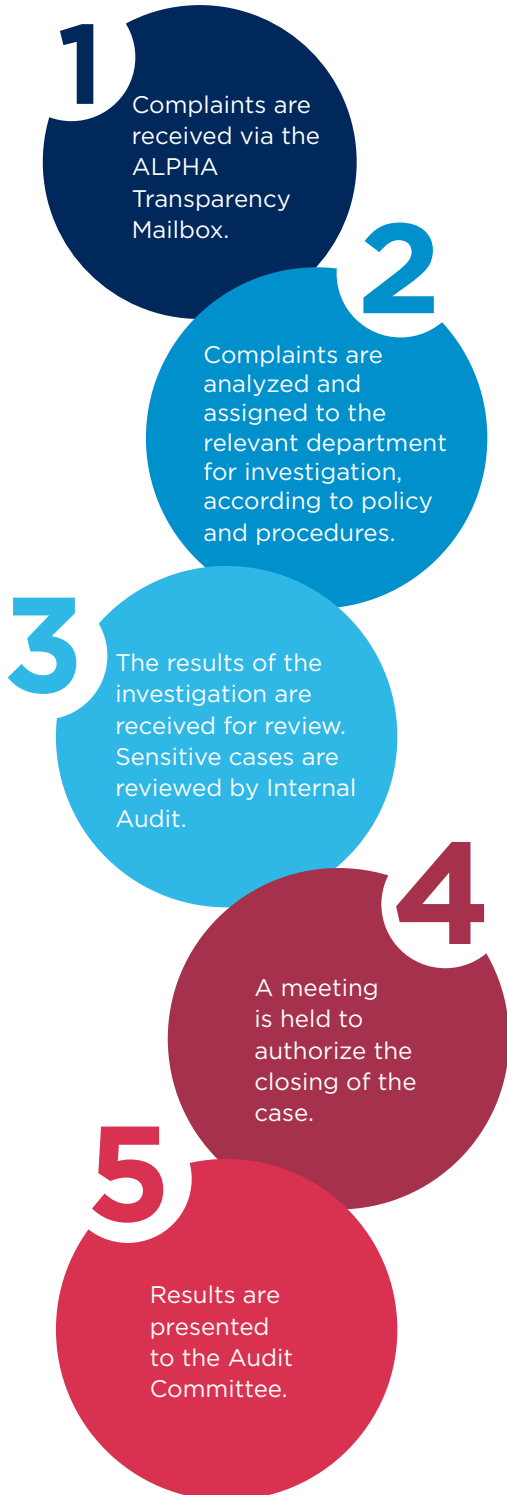 1
Complaints are
received via the
ALPHA
Transparency
Mailbox.
2
Complaints are
analyzed and
assigned to the
relevant department
for investigation,
according to policy
and procedures.
3
The results of the
investigation are
received for review.
Sensitive cases are
reviewed by Internal
Audit.
4
A meeting
is held to
authorize the
closing of the
case.
5
Results are
presented
to the Audit
Committee.